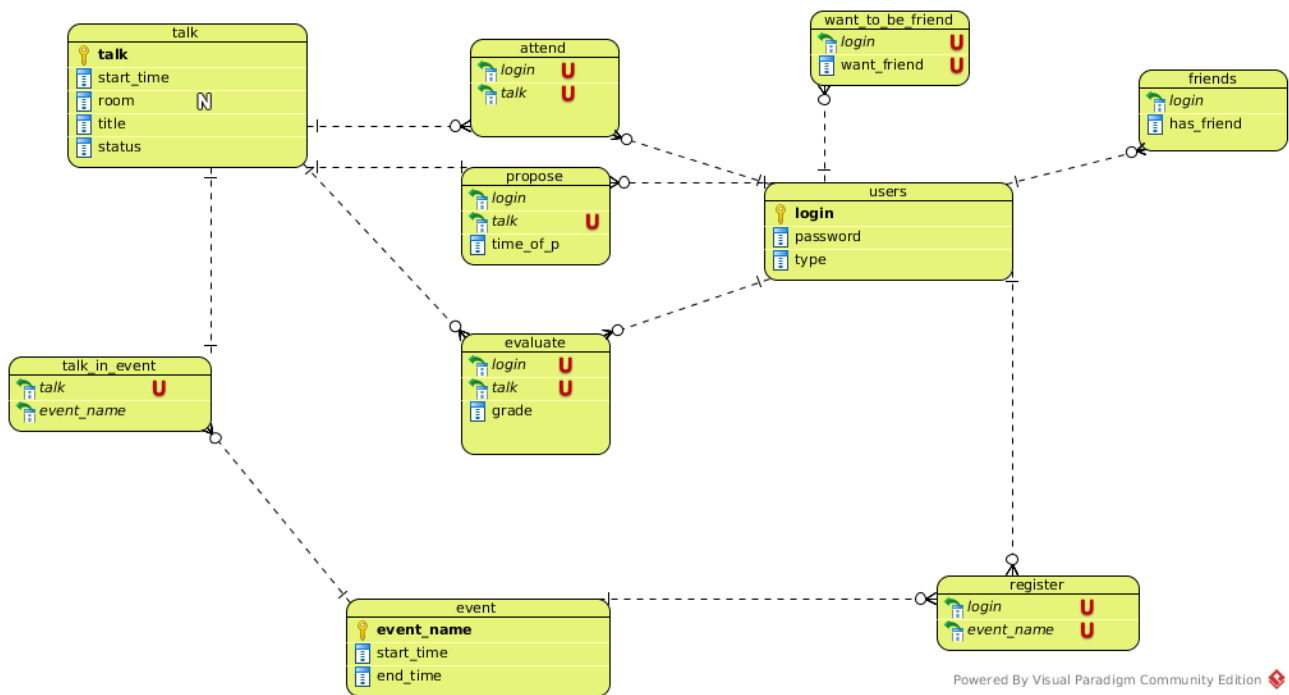 talk
talk
start_time
room N
title
status
attend
login U
talk U
want_to_be_friend
login U
want_friend U
friends
login
has_friend
propose
login
talk U
time_of_p
users
login
password
type
evaluate
login U
talk U
grade
talk_in_event
talk U
event_name
event
event_name
start_time
end_time
register
login U
event_name U
Powered By Visual Paradigm Community Edition